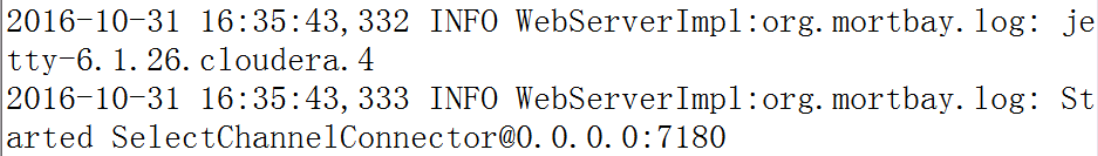 2016-10-31 16:35:43,332 INFO WebServerImpl:org.mortbay.log: je
tty-6.1.26.cloudera.4
2016-10-31 16:35:43,333 INFO WebServerImpl:org.mortbay.log: St
arted SelectChannelConnector@0.0.0.0:7180